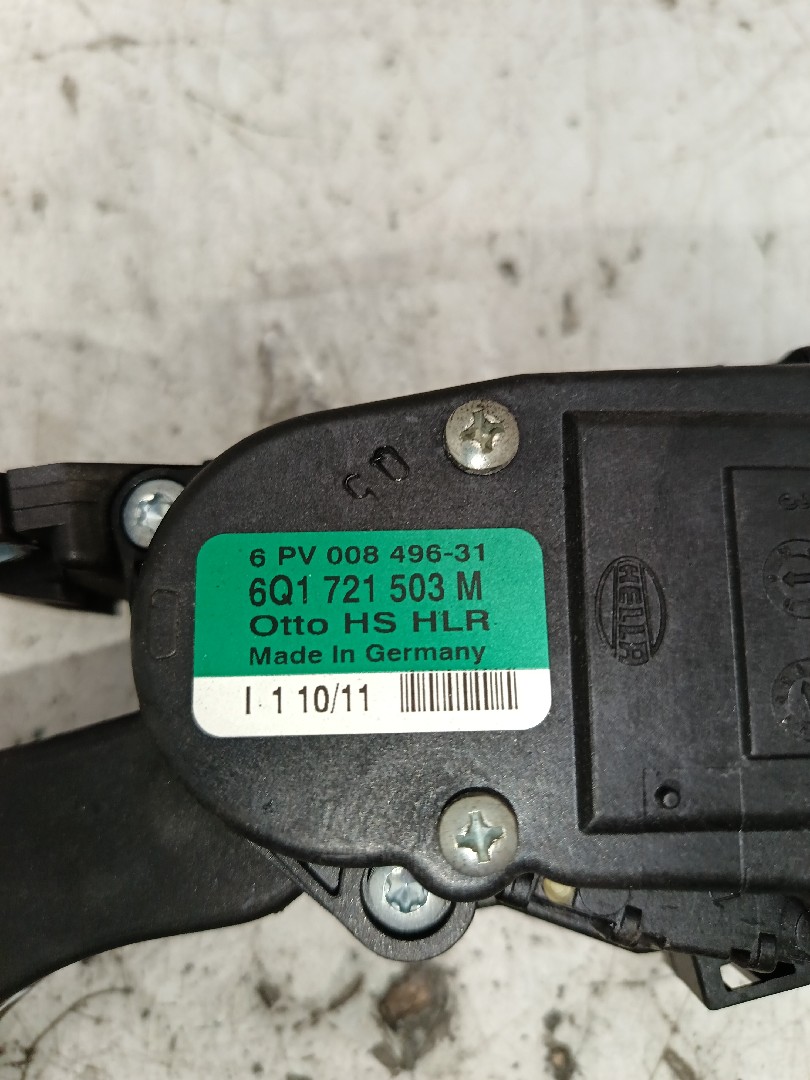 6 PV 008 496-31
6Q1 721 503 M
Otto HS HLR
Made In Germany
I 1 10/11
HELLA